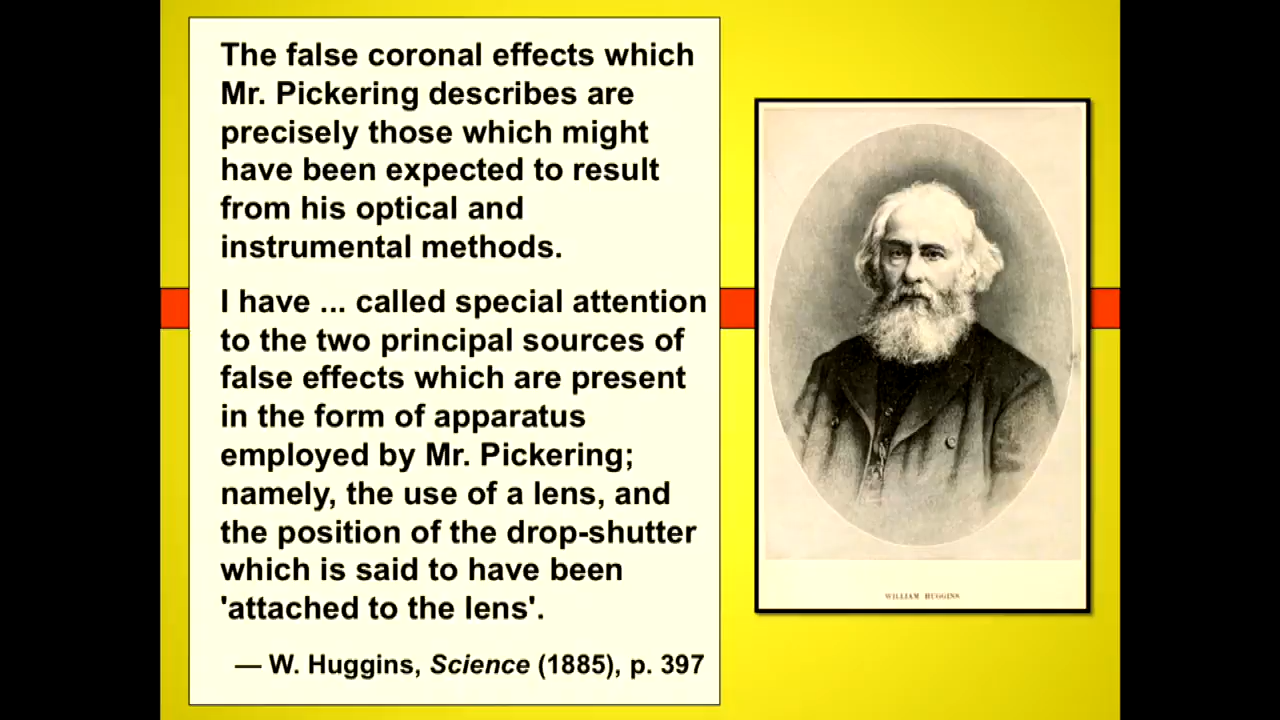 The false coronal effects which
Mr. Pickering describes are
precisely those which might
have been expected to result
from his optical and
instrumental methods.
I have ... called special attention
to the two principal sources of
false effects which are present
in the form of apparatus
employed by Mr. Pickering;
namely, the use of a lens, and
the position of the drop-shutter
which is said to have been
'attached to the lens'.
— W. Huggins, Science (1885), p. 397
WILLIAM HUGGINS